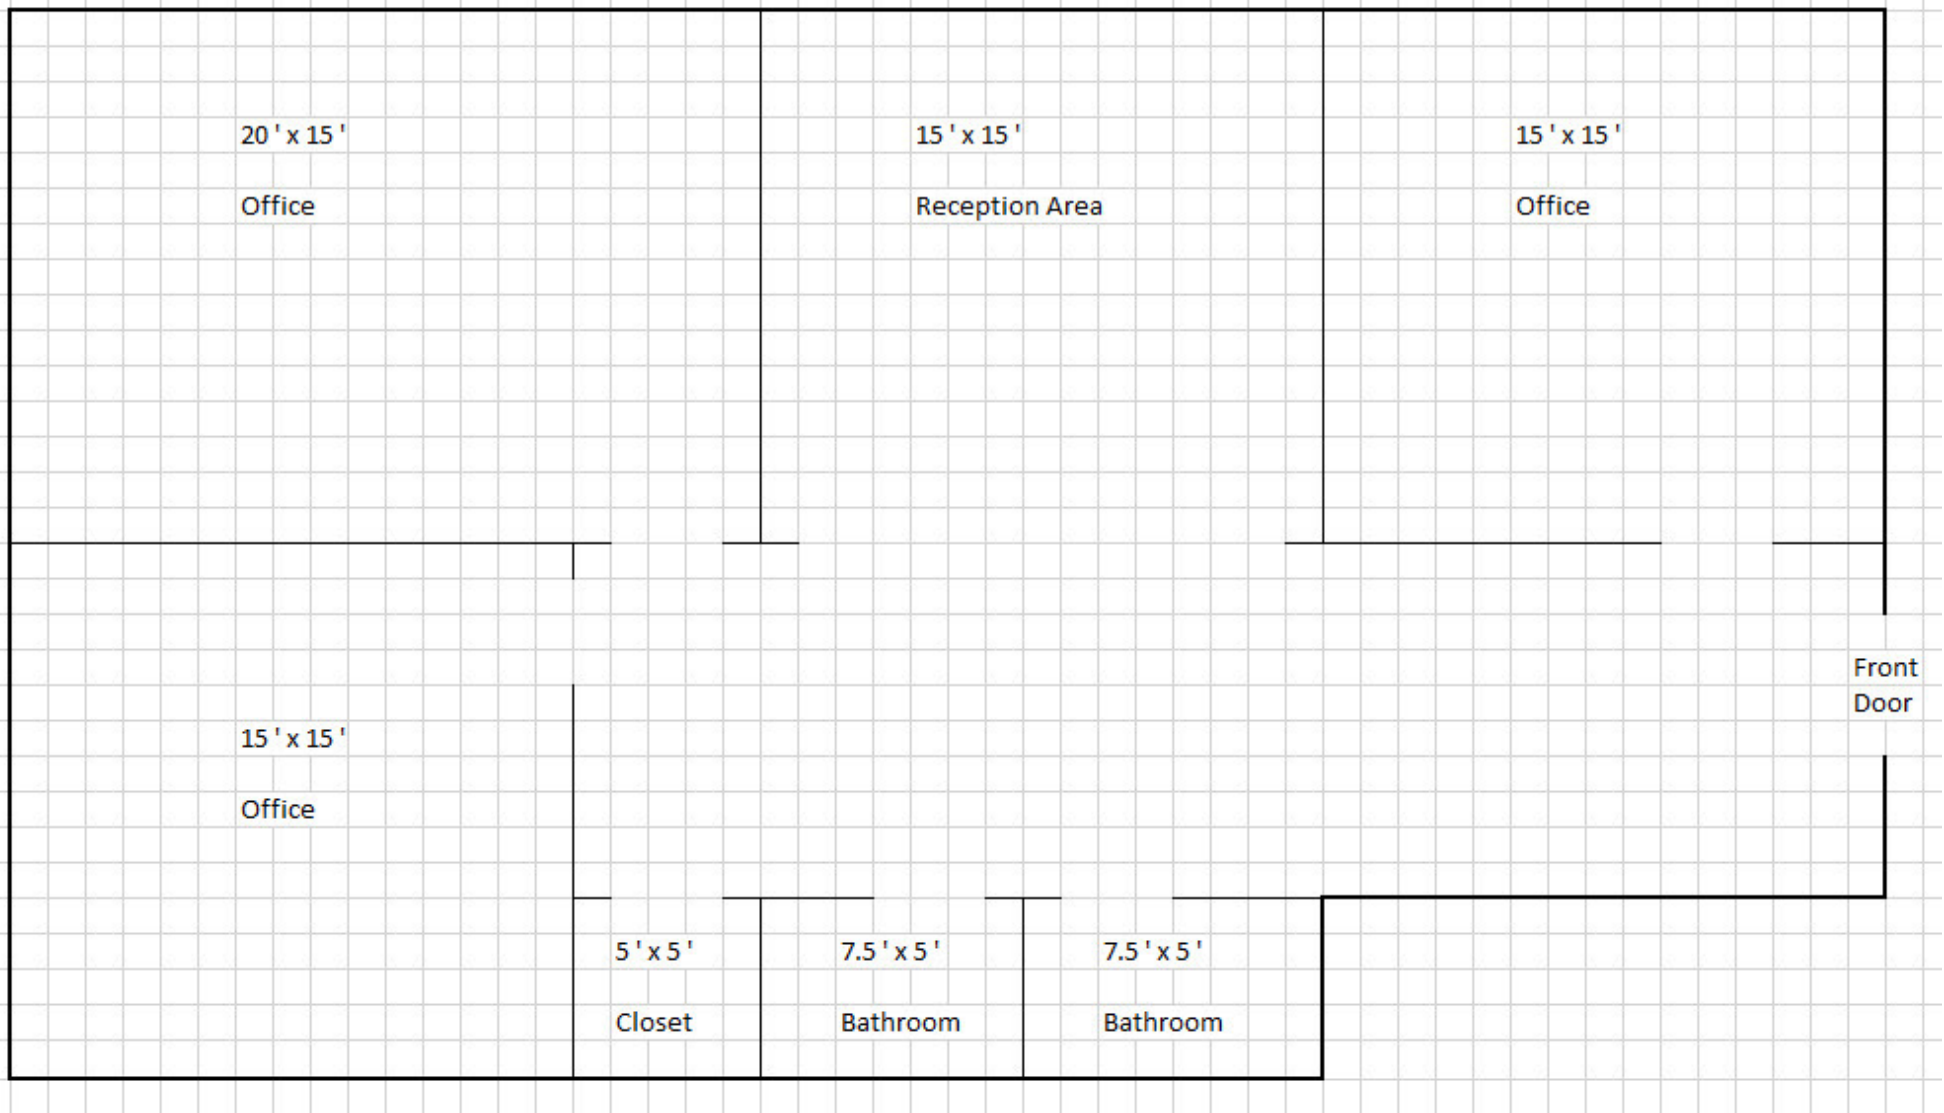 20 ' x 15 '
Office
15 ' x 15 '
Reception Area
15 ' x 15 '
Office
Front
Door
15 ' x 15 '
Office
5 ' x 5 '
Closet
7.5 ' x 5 '
Bathroom
7.5 ' x 5 '
Bathroom